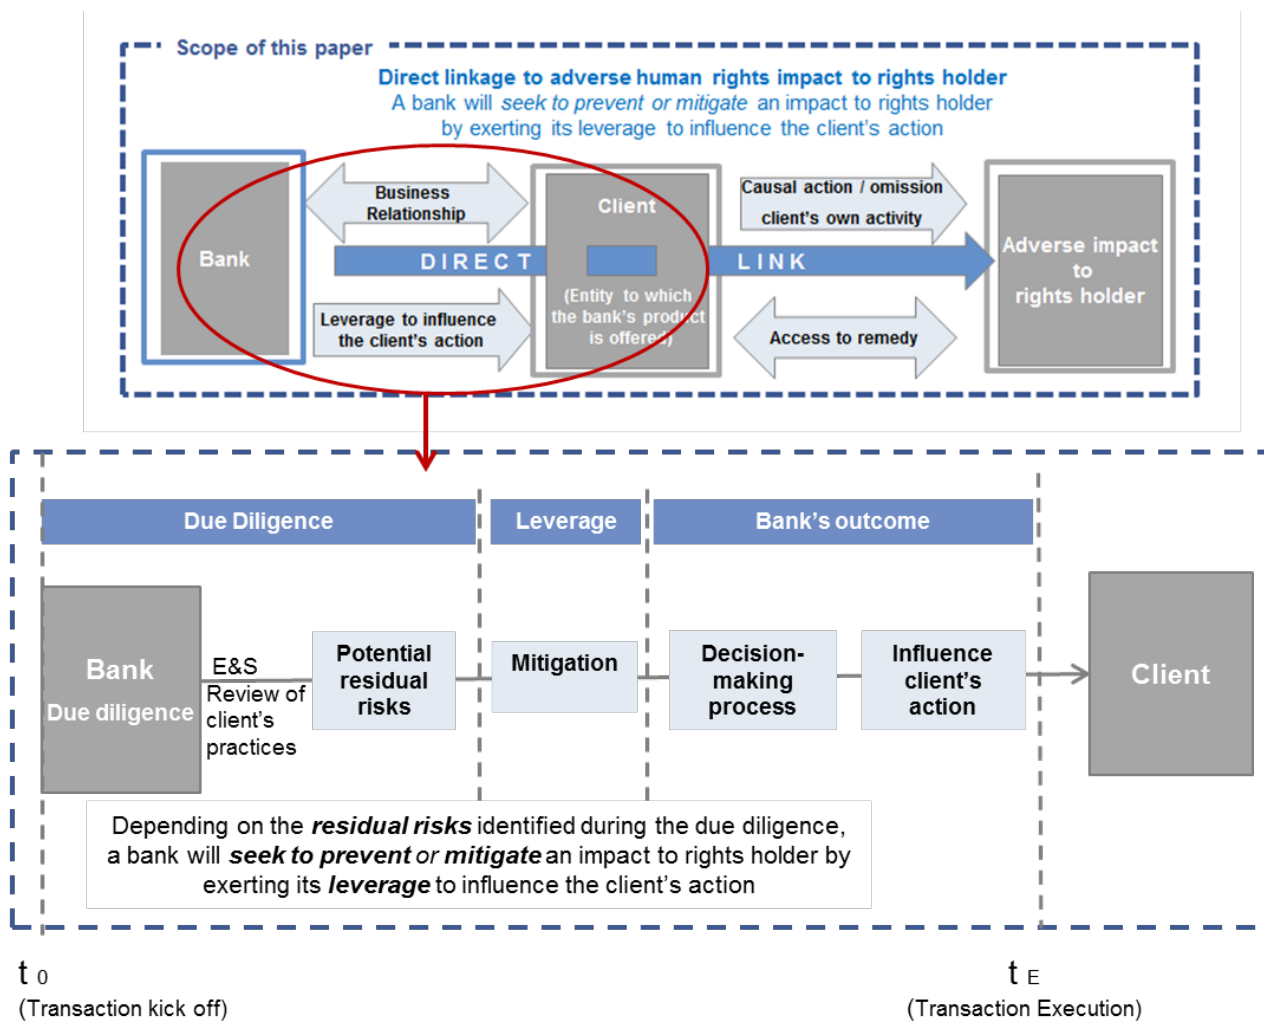 Scope of this paper
Direct linkage to adverse human rights impact to rights holder
A bank will seek to prevent or mitigate an impact to rights holder
by exerting its leverage to influence the client's action
Bank
Business
Relationship
DIRECT
Leverage to influence
the client's action
Client
(Entity to which
the bank's product
is offered)
Causal action / omission
client's own activity
LINK
Access to remedy
Adverse impact
to
rights holder
Due Diligence
Leverage
Bank's outcome
Bank
Due diligence
E&S
Review of
client's
practices
Potential
residual
risks
Mitigation
Decision-
making
process
Influence
client's
action
Client
Depending on the residual risks identified during the due diligence,
a bank will seek to prevent or mitigate an impact to rights holder by
exerting its leverage to influence the client's action
t 0
(Transaction kick off)
t E
(Transaction Execution)